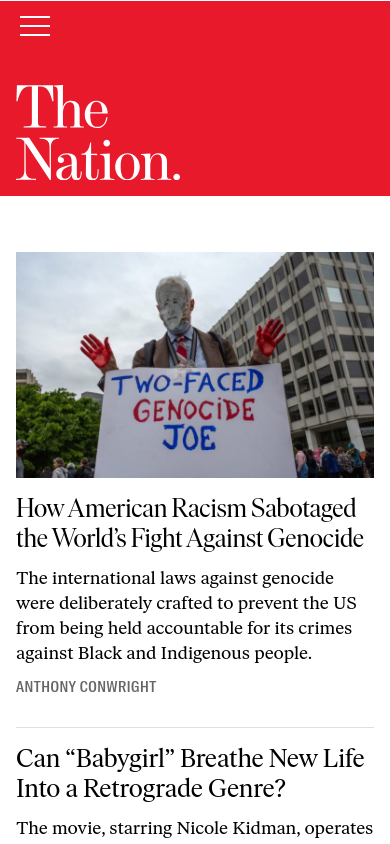 The
Nation.
TWO-FACED
GENOCIDE
JOE
How American Racism Sabotaged
the World’s Fight Against Genocide
The international laws against genocide
were deliberately crafted to prevent the US
from being held accountable for its crimes
against Black and Indigenous people.
ANTHONY CONWRIGHT
Can “Babygirl” Breathe New Life
Into a Retrograde Genre?
The movie, starring Nicole Kidman, operates